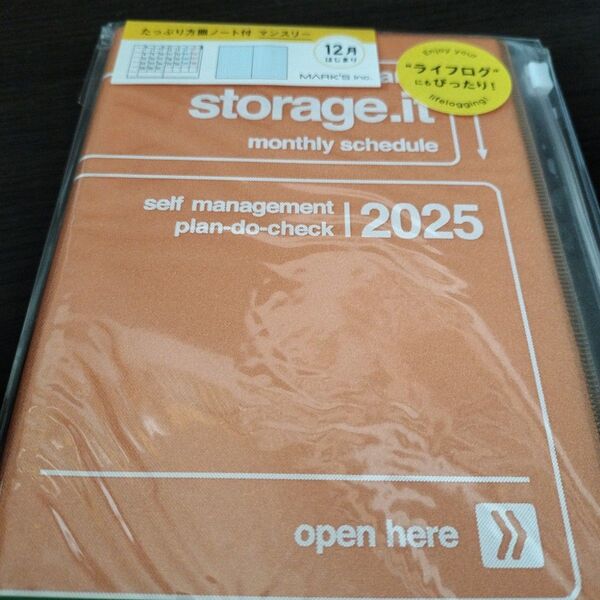 たっぷり方眼ノート付 マンスリー
12月
はじまり
MARK'S Inc.
Enjoy your
"ライフログ"
にもぴったり!
lifelogging!
storage.it
monthly schedule
self management
plan-do-check
2025
open here